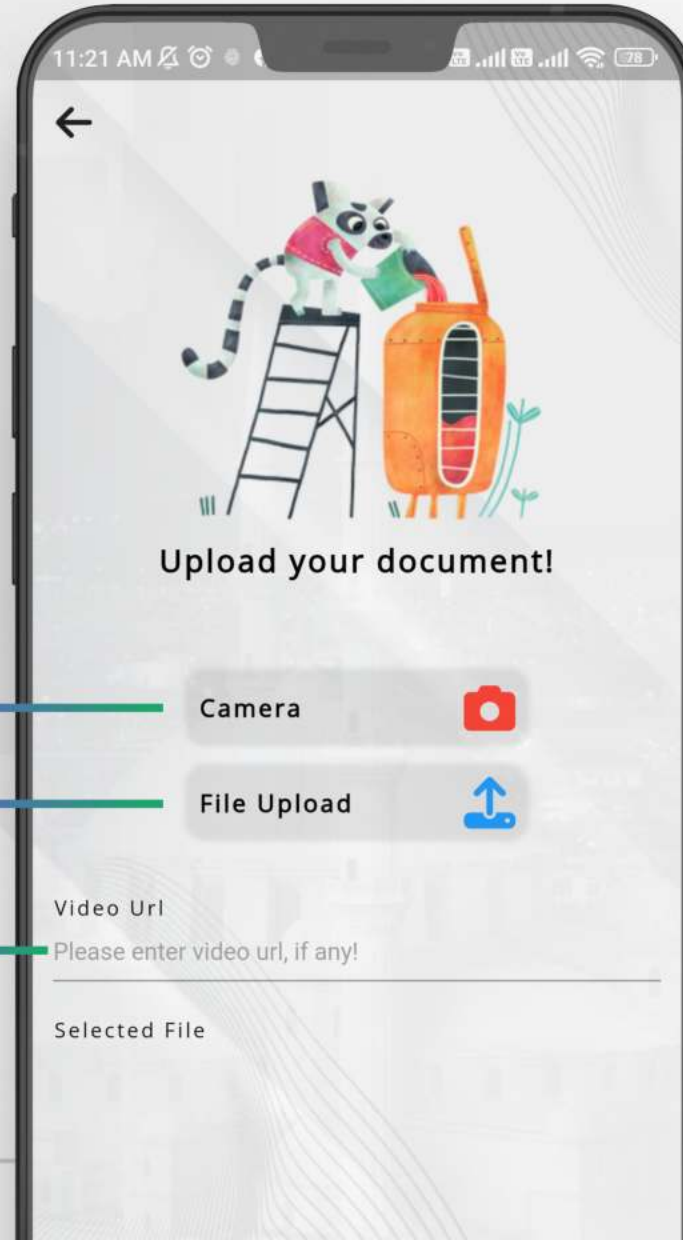 11:21 AM
78
Upload your document!
Camera
File Upload
Video Url
Please enter video url, if any!
Selected File